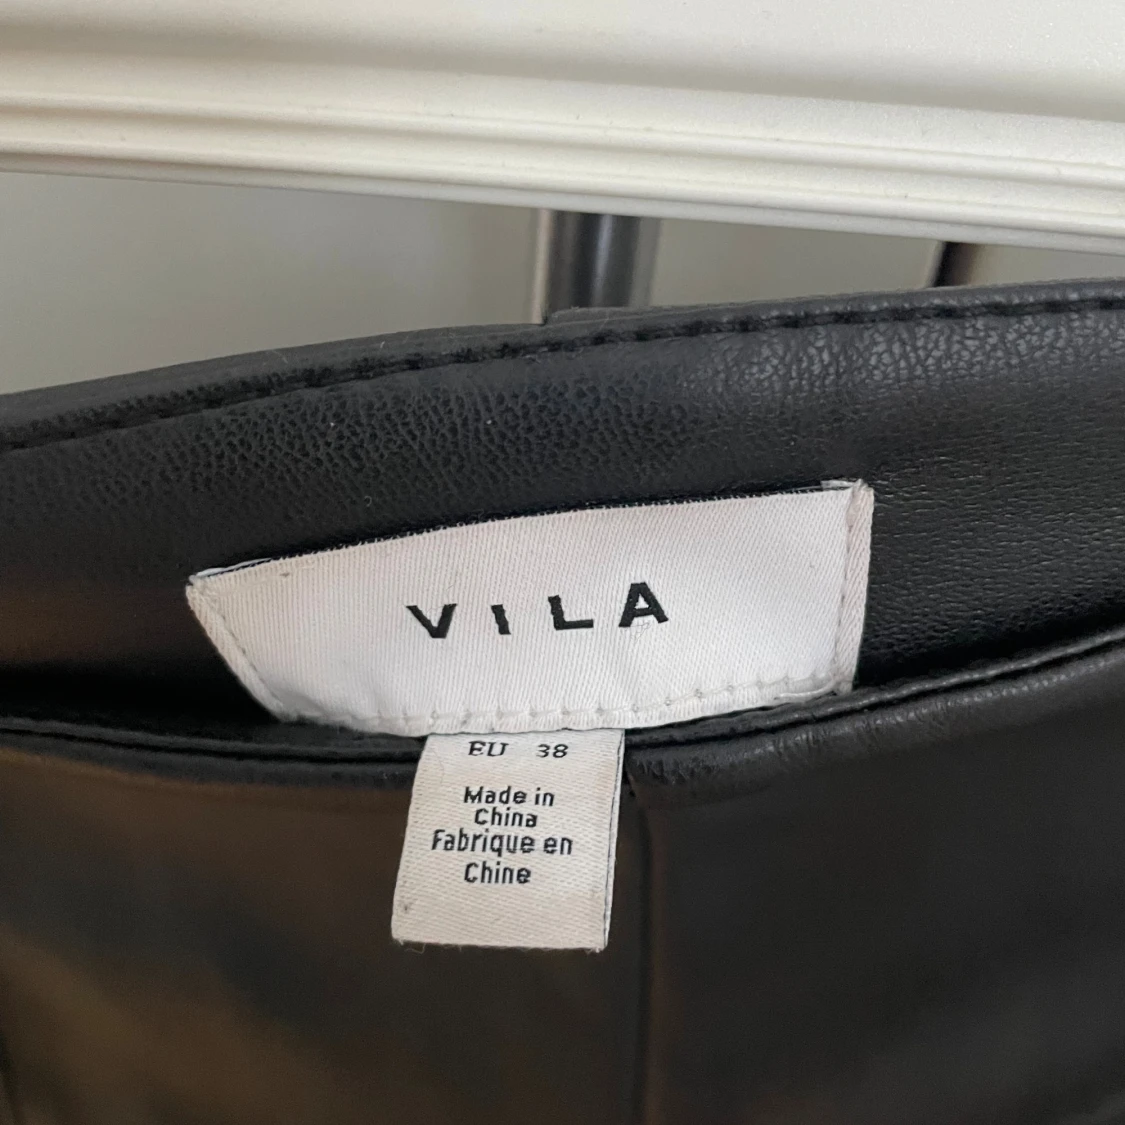 VILA
EU 38
Made in
China
Fabrique en
Chine